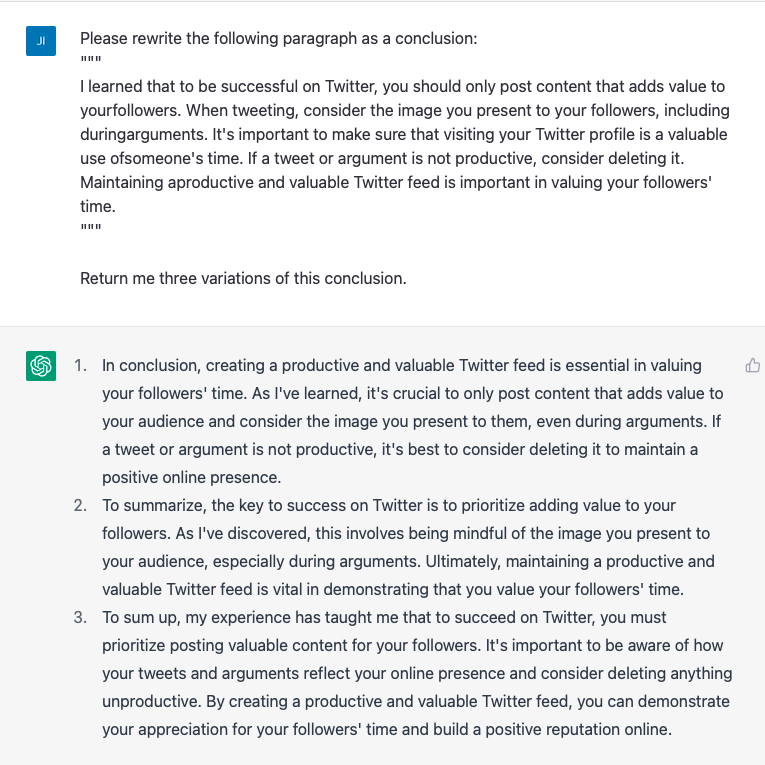 JI
Please rewrite the following paragraph as a conclusion:
"""
I learned that to be successful on Twitter, you should only post content that adds value to
yourfollowers. When tweeting, consider the image you present to your followers, including
duringarguments. It's important to make sure that visiting your Twitter profile is a valuable
use ofsomeone's time. If a tweet or argument is not productive, consider deleting it.
Maintaining aproductive and valuable Twitter feed is important in valuing your followers'
time.
"""
Return me three variations of this conclusion.
1. In conclusion, creating a productive and valuable Twitter feed is essential in valuing
your followers' time. As I've learned, it's crucial to only post content that adds value to
your audience and consider the image you present to them, even during arguments. If
a tweet or argument is not productive, it's best to consider deleting it to maintain a
positive online presence.
2. To summarize, the key to success on Twitter is to prioritize adding value to your
followers. As I've discovered, this involves being mindful of the image you present to
your audience, especially during arguments. Ultimately, maintaining a productive and
valuable Twitter feed is vital in demonstrating that you value your followers' time.
3. To sum up, my experience has taught me that to succeed on Twitter, you must
prioritize posting valuable content for your followers. It's important to be aware of how
your tweets and arguments reflect your online presence and consider deleting anything
unproductive. By creating a productive and valuable Twitter feed, you can demonstrate
your appreciation for your followers' time and build a positive reputation online.